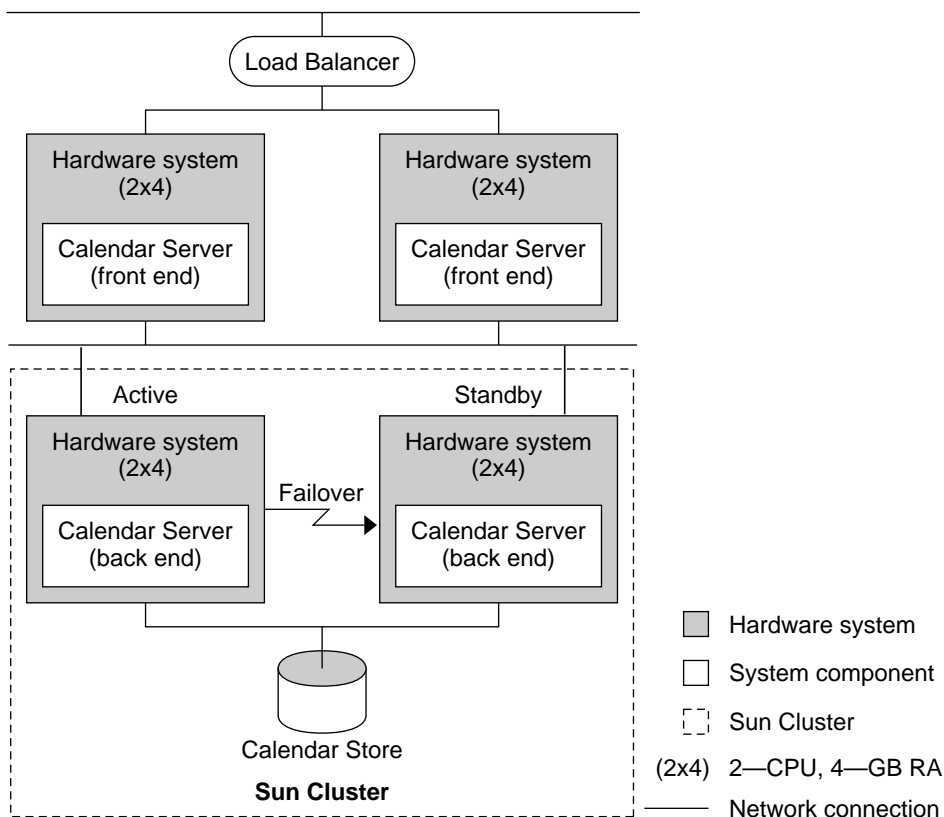 Load Balancer
Hardware system
(2x4)
Calendar Server
(front end)
Hardware system
(2x4)
Calendar Server
(front end)
Active
Standby
Hardware system
(2x4)
Calendar Server
(back end)
Failover
Hardware system
(2x4)
Calendar Server
(back end)
Calendar Store
Sun Cluster
Hardware system
System component
Sun Cluster
(2x4) 2—CPU, 4—GB RA
Network connection